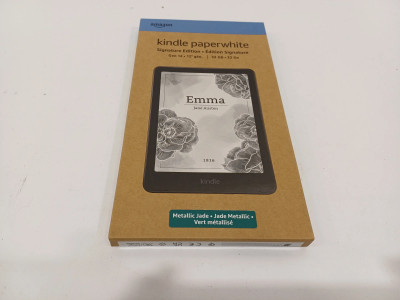 amazon
kindle paperwhite
Signature Edition • Édition Signature
Emma
Jane Austen
kindle
Metallic Jade • Jade Metallic •
Vert métallisé